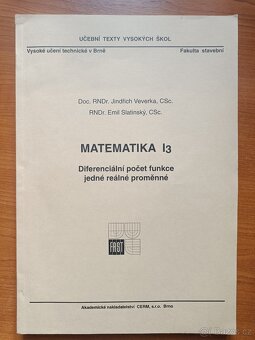 UČEBNÍ TEXTY VYSOKÝCH ŠKOL
Vysoké učení technické v Brně Fakulta stavební
Doc. RNDr. Jindřich Veverka, CSc.
RNDr. Emil Slatinský, CSc.
MATEMATIKA I3
Diferenciální počet funkce
jedné reálné proměnné
FAST
Akademické nakladatelství CERM, s.r.o. Brno